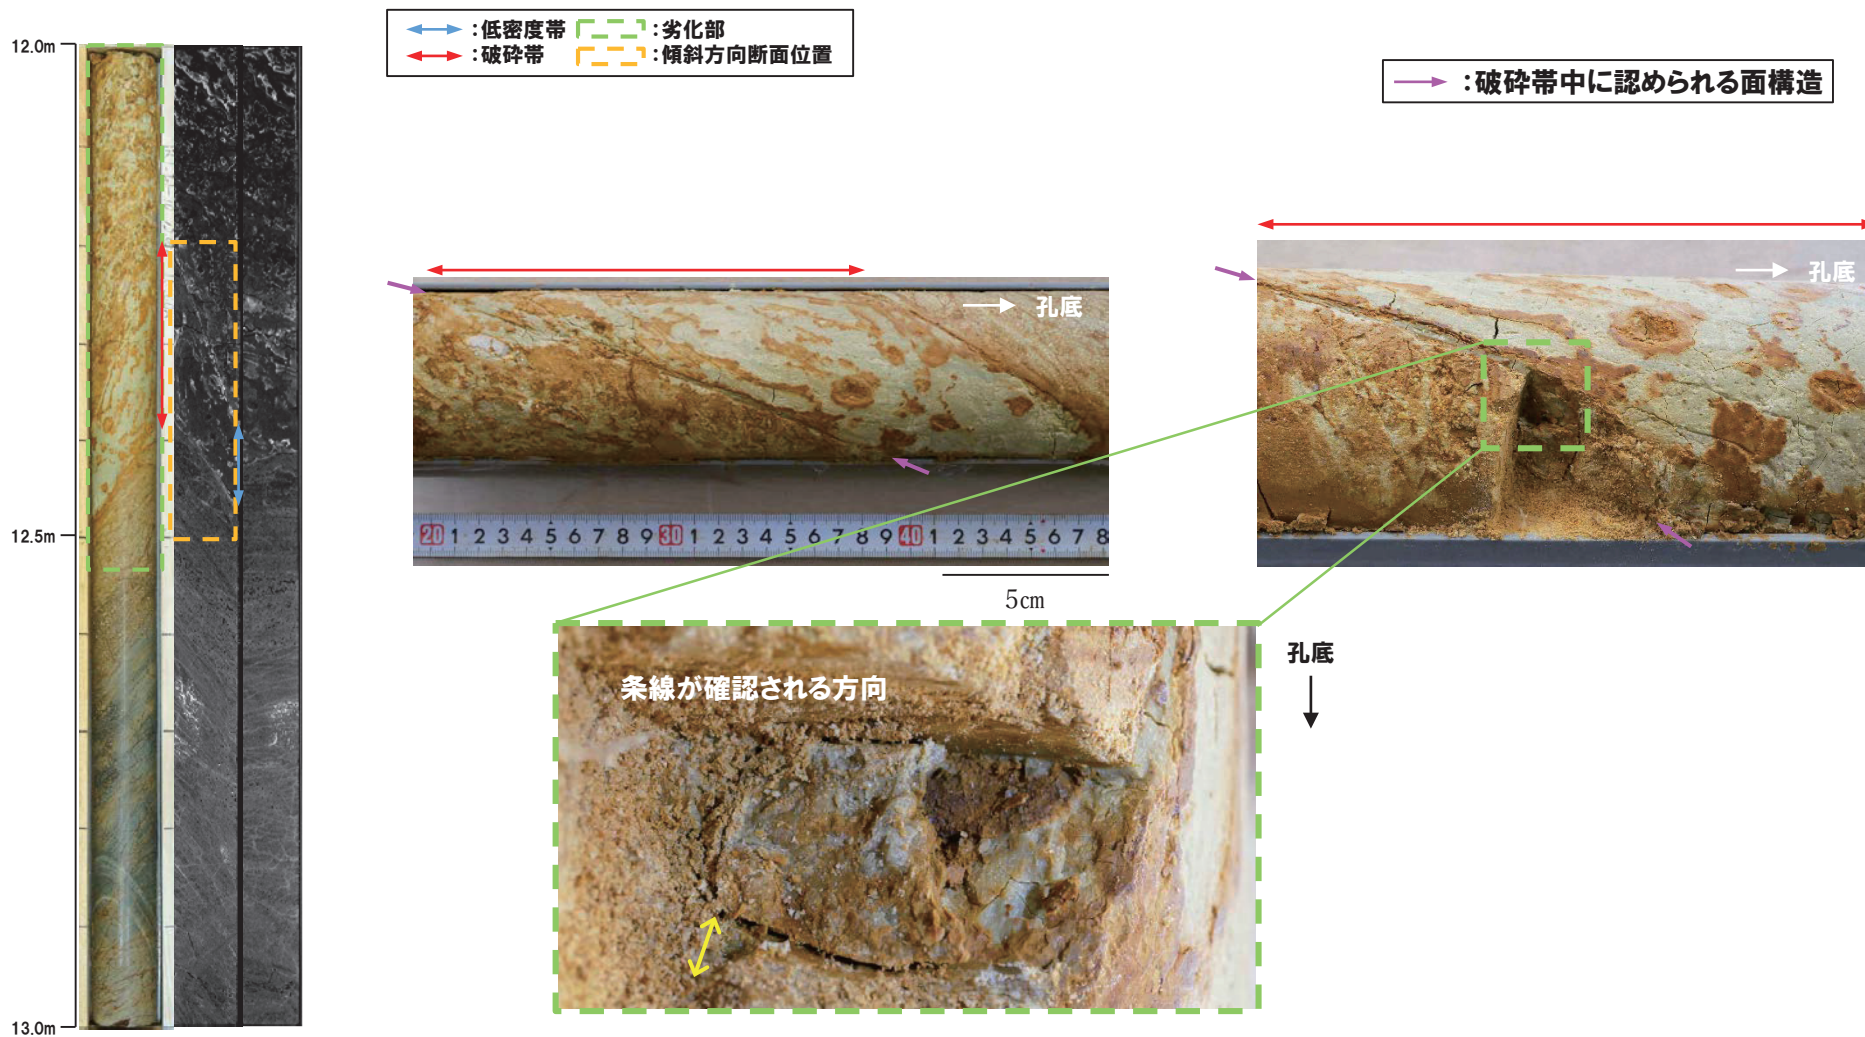 12.0m
12.5m
13.0m
:低密度帯 :劣化部
:破砕帯 :傾斜方向断面位置
:破砕帯中に認められる面構造
孔底
20 1 2 3 4 5 6 7 8 9 30 1 2 3 4 5 6 7 8 9 40 1 2 3 4 5 6 7 8
5cm
孔底
条線が確認される方向
孔底